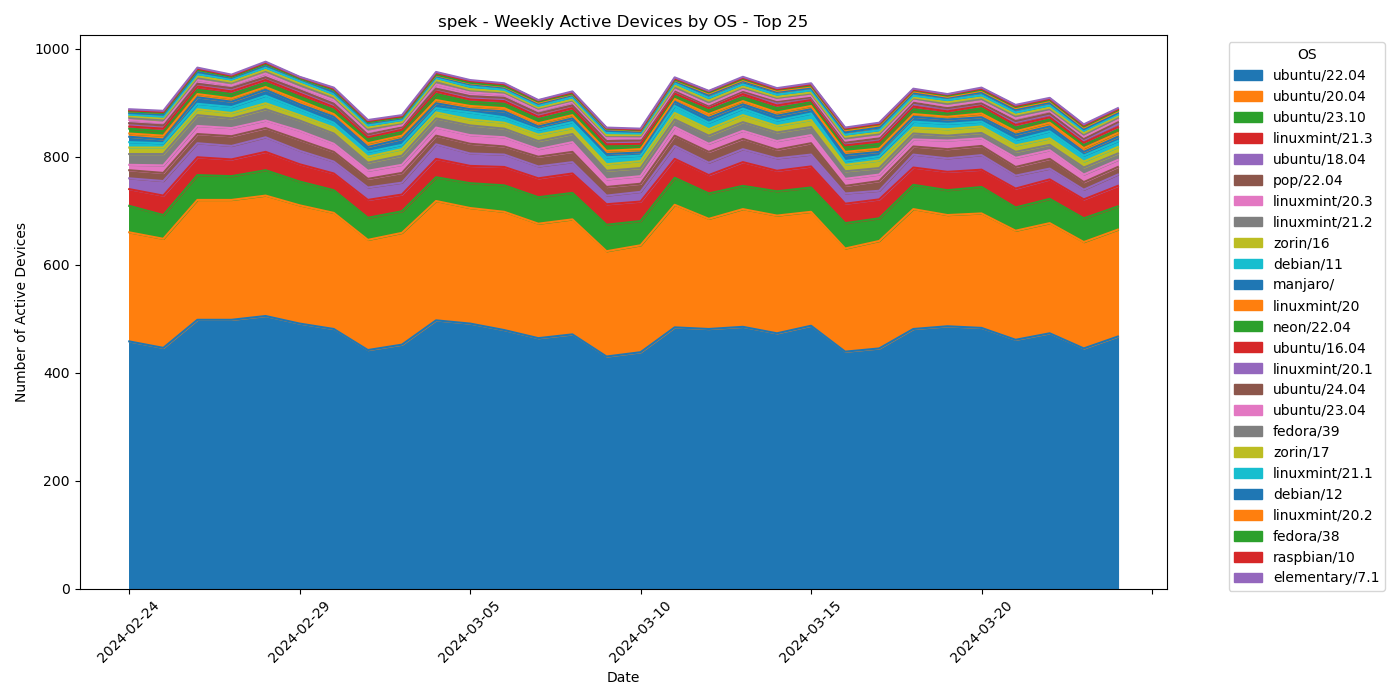 spek - Weekly Active Devices by OS - Top 25
1000
800
600
400
200
0
Number of Active Devices
2024-02-24
2024-02-29
2024-03-05
2024-03-10
2024-03-15
2024-03-20
Date
OS
ubuntu/22.04
ubuntu/20.04
ubuntu/23.10
linuxmint/21.3
ubuntu/18.04
pop/22.04
linuxmint/20.3
linuxmint/21.2
zorin/16
debian/11
manjaro/
linuxmint/20
neon/22.04
ubuntu/16.04
linuxmint/20.1
ubuntu/24.04
ubuntu/23.04
fedora/39
zorin/17
linuxmint/21.1
debian/12
linuxmint/20.2
fedora/38
raspbian/10
elementary/7.1